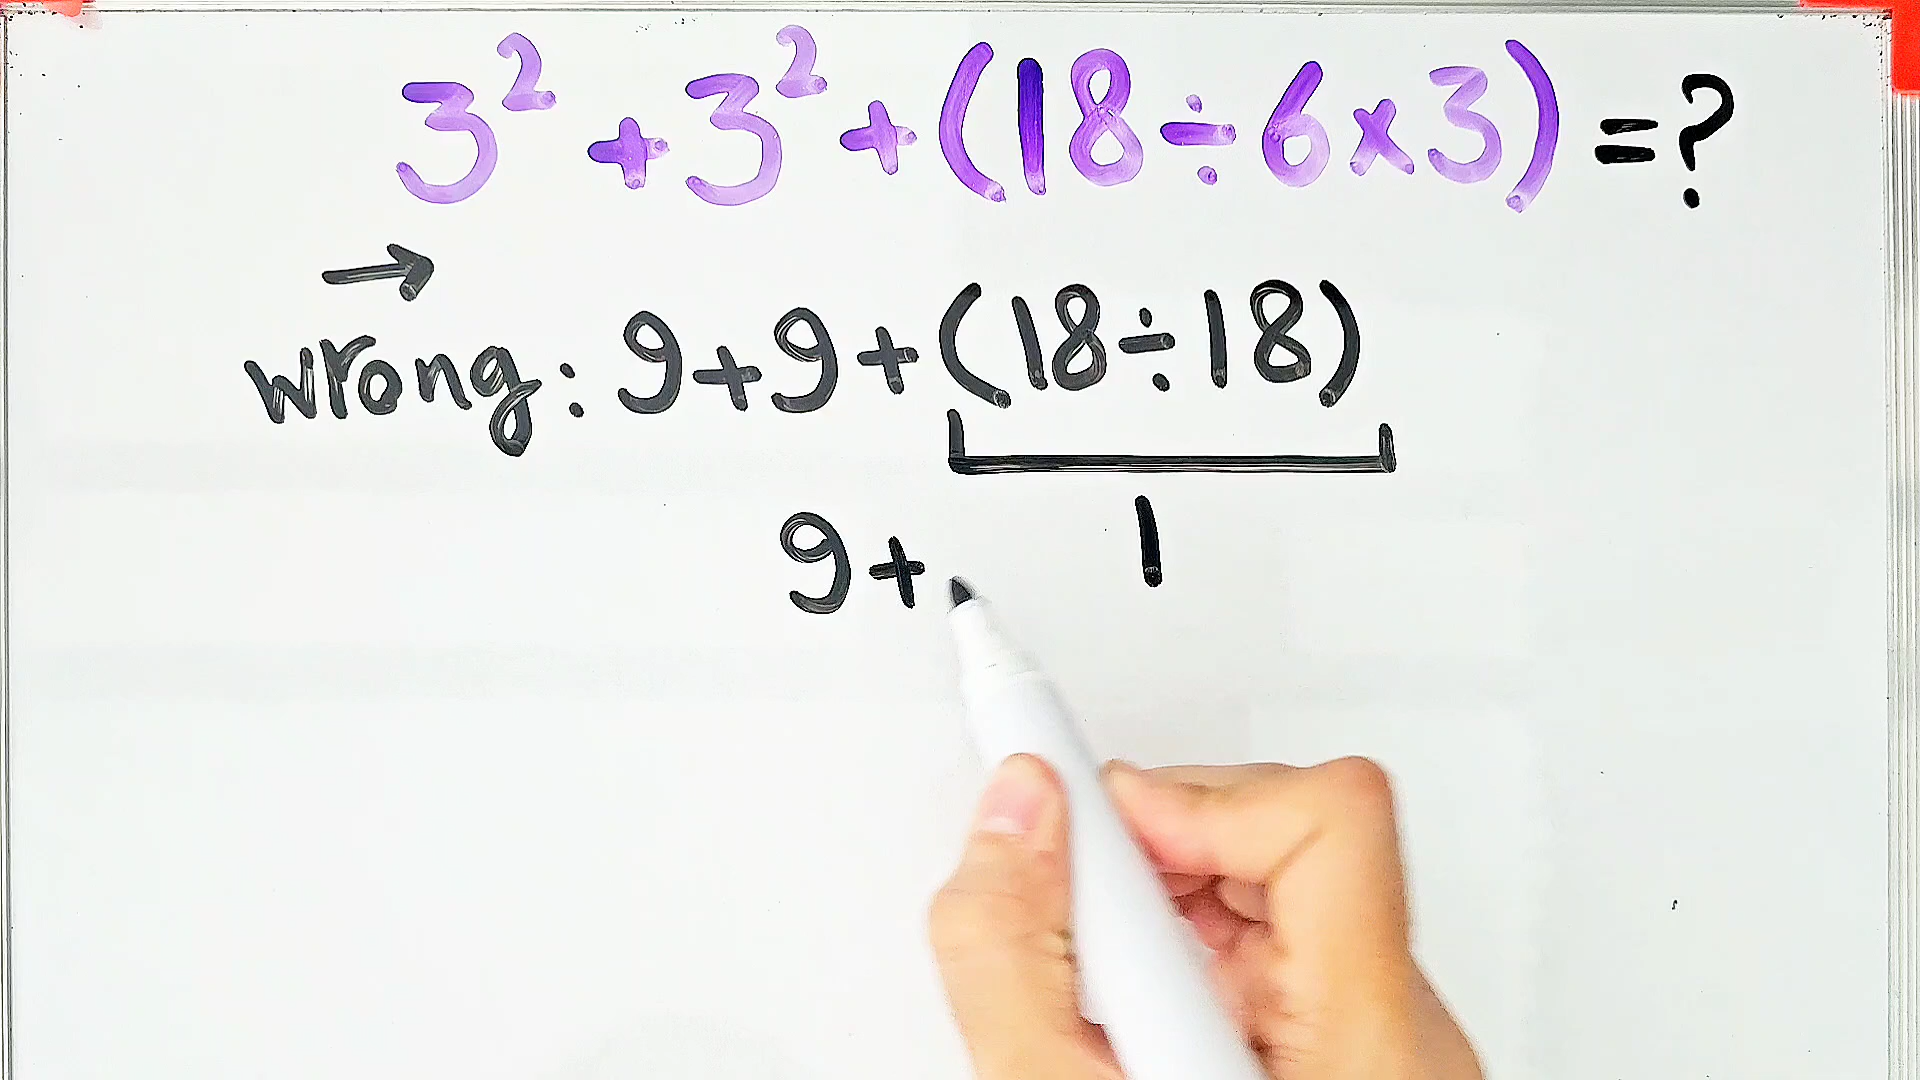 3² + 3² + (18 ÷ 6 × 3) = ?
→
wrong: 9 + 9 + (18 ÷ 18)
9 + 1